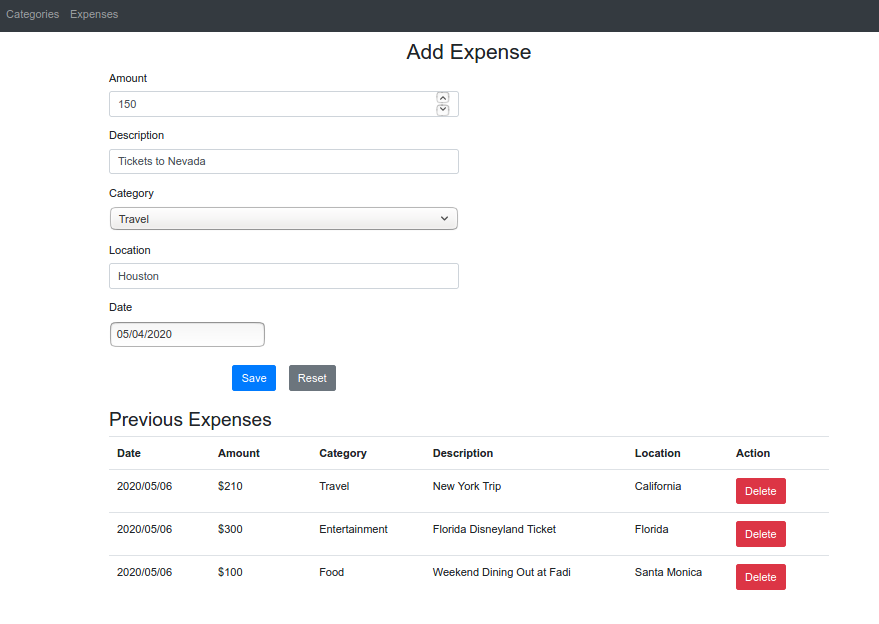 Categories Expenses
Add Expense
Amount
150
Description
Tickets to Nevada
Category
Travel
Location
Houston
Date
05/04/2020
Save Reset
Previous Expenses
Date Amount Category Description Location Action
2020/05/06 $210 Travel New York Trip California Delete
2020/05/06 $300 Entertainment Florida Disneyland Ticket Florida Delete
2020/05/06 $100 Food Weekend Dining Out at Fadi Santa Monica Delete